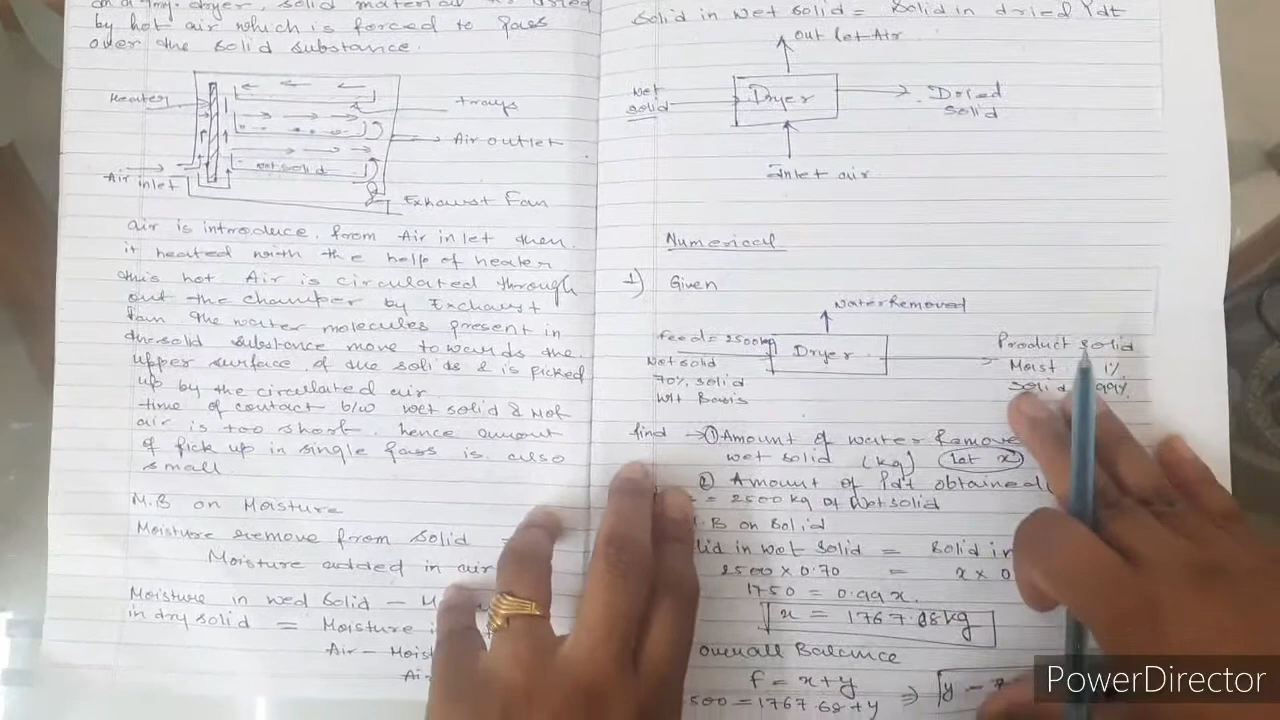 by hot air which is forced to pass
over the solid substance.
Heater
trays
Air outlet
wet solid
Air inlet
Exhaust Fan
air is introduce from Air inlet then
it heated with the help of heater
this hot Air is circulated through
out the chamber by Exhaust
fan the water molecules present in
the solid substance move towards the
upper surface of the solids & is picked
up by the circulated air.
time of contact b/w wet solid & Hot
air is too short. hence amount
of pick up in single pass is also
small
M.B on Moisture
Moisture remove from solid =
Moisture added in air
Moisture in wed solid -
in dry solid = Moisture
Air -
solid in wet solid = Solid in dried Pdt
outlet Air
Wet
solid
Dryer
Dried
Solid
Inlet air
Numerical
1) Given
Water Removed
feed = 2500kg
Dryer
Wet solid
70% solid
Wt Basis
Product solid
Moist 1%
Solid 99%
find → ① Amount of water Remove
wet solid (kg) (Let x)
② Amount of Pdt obtained
= 2500 kg of Wet solid
.B on solid
lid in wet solid = Solid in
2500 x 0.70 = x x 0
1750 = 0.99x.
x = 1767.68kg
overall Balance
f = x+y
500 = 1767.68+y ⇒ y =
PowerDirector